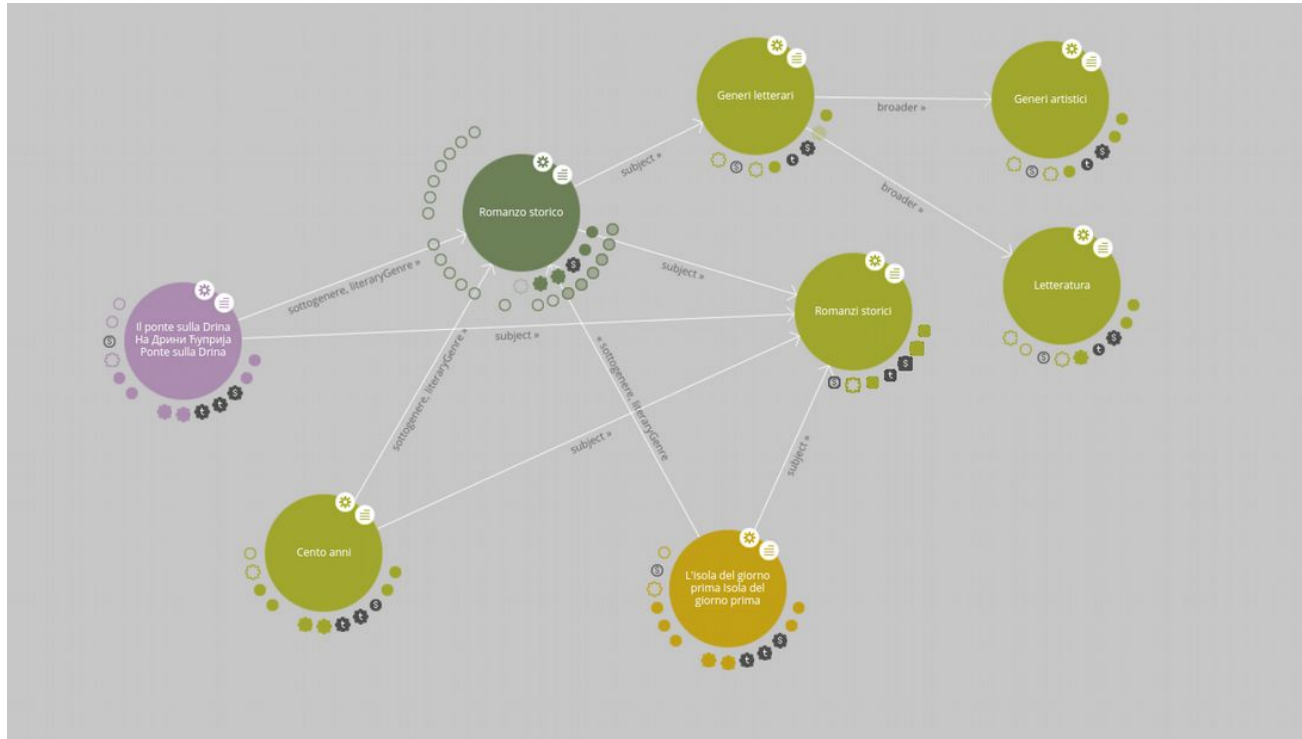 Generi letterari
broader »
Generi artistici
subject »
broader »
Romanzo storico
subject »
Letteratura
sottogenere, literaryGenre »
Romanzi storici
Il ponte sulla Drina
На Дрини Ћуприја
Ponte sulla Drina
subject »
sottogenere, literaryGenre »
« sottogenere, literaryGenre
subject »
subject »
Cento anni
L'isola del giorno
prima Isola del
giorno prima